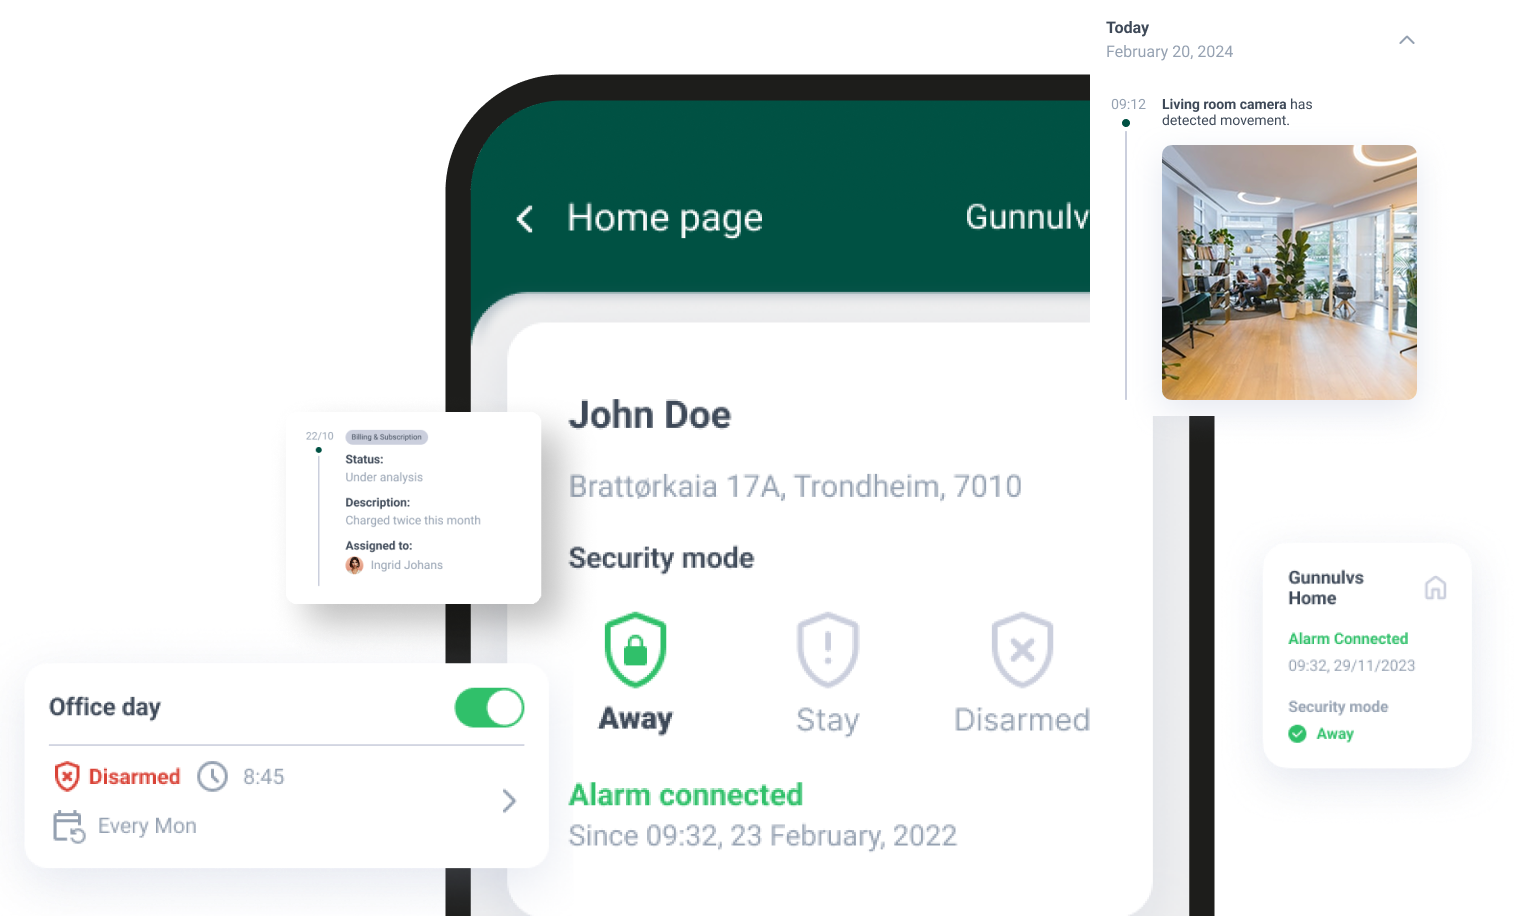 Today
February 20, 2024
09:12
Living room camera has
detected movement.
Home page
Gunnulv
John Doe
Brattørkaia 17A, Trondheim, 7010
Security mode
Away
Stay
Disarmed
Alarm connected
Since 09:32, 23 February, 2022
22/10
Billing & Subscription
Status:
Under analysis
Description:
Charged twice this month
Assigned to:
Ingrid Johans
Office day
Disarmed
8:45
Every Mon
Gunnulvs
Home
Alarm Connected
09:32, 29/11/2023
Security mode
Away